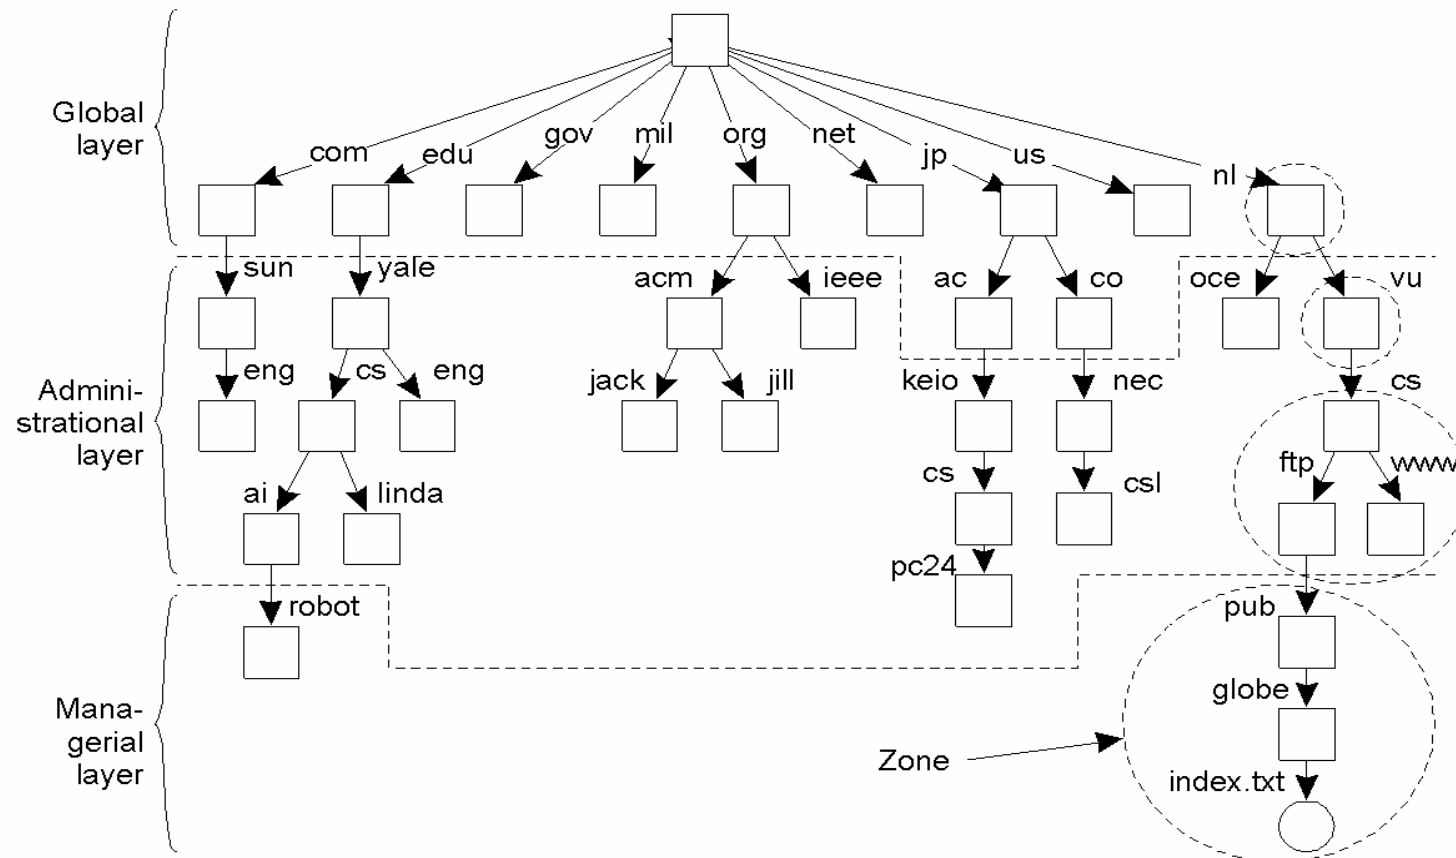 Global
layer
com
edu
gov
mil
org
net
jp
us
nl
sun
yale
acm
ieee
ac
co
oce
vu
Admini-
strational
layer
eng
cs
eng
jack
jill
keio
nec
cs
ai
linda
cs
csl
ftp
www
pc24
robot
pub
Mana-
gerial
layer
globe
Zone
index.txt